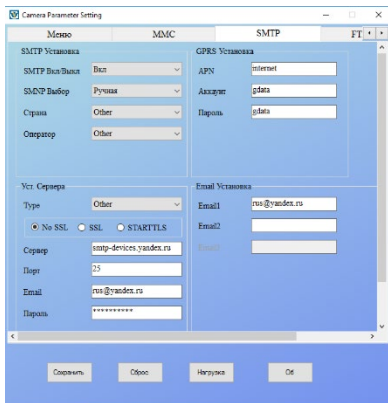 Camera Parameter Setting
Меню MMC SMTP FT
SMTP Установка
SMTP Вкл/Выкл Вкл
SMNP Выбор Ручная
Страна Other
Оператор Other
GPRS Установка
APN internet
Аккаунт gdata
Пароль gdata
Уст. Сервера
Type Other
No SSL SSL STARTTLS
Сервер smtp-devices.yandex.ru
Порт 25
Email rus@yandex.ru
Пароль **********
Email Установка
Email1 rus@yandex.ru
Email2
Email3
Сохранить Сброс Нагрузка Об